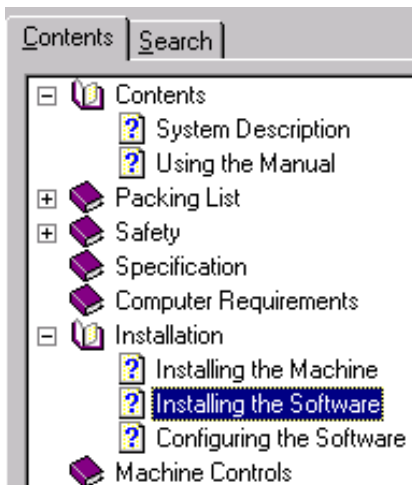 Contents Search
Contents
System Description
Using the Manual
Packing List
Safety
Specification
Computer Requirements
Installation
Installing the Machine
Installing the Software
Configuring the Software
Machine Controls